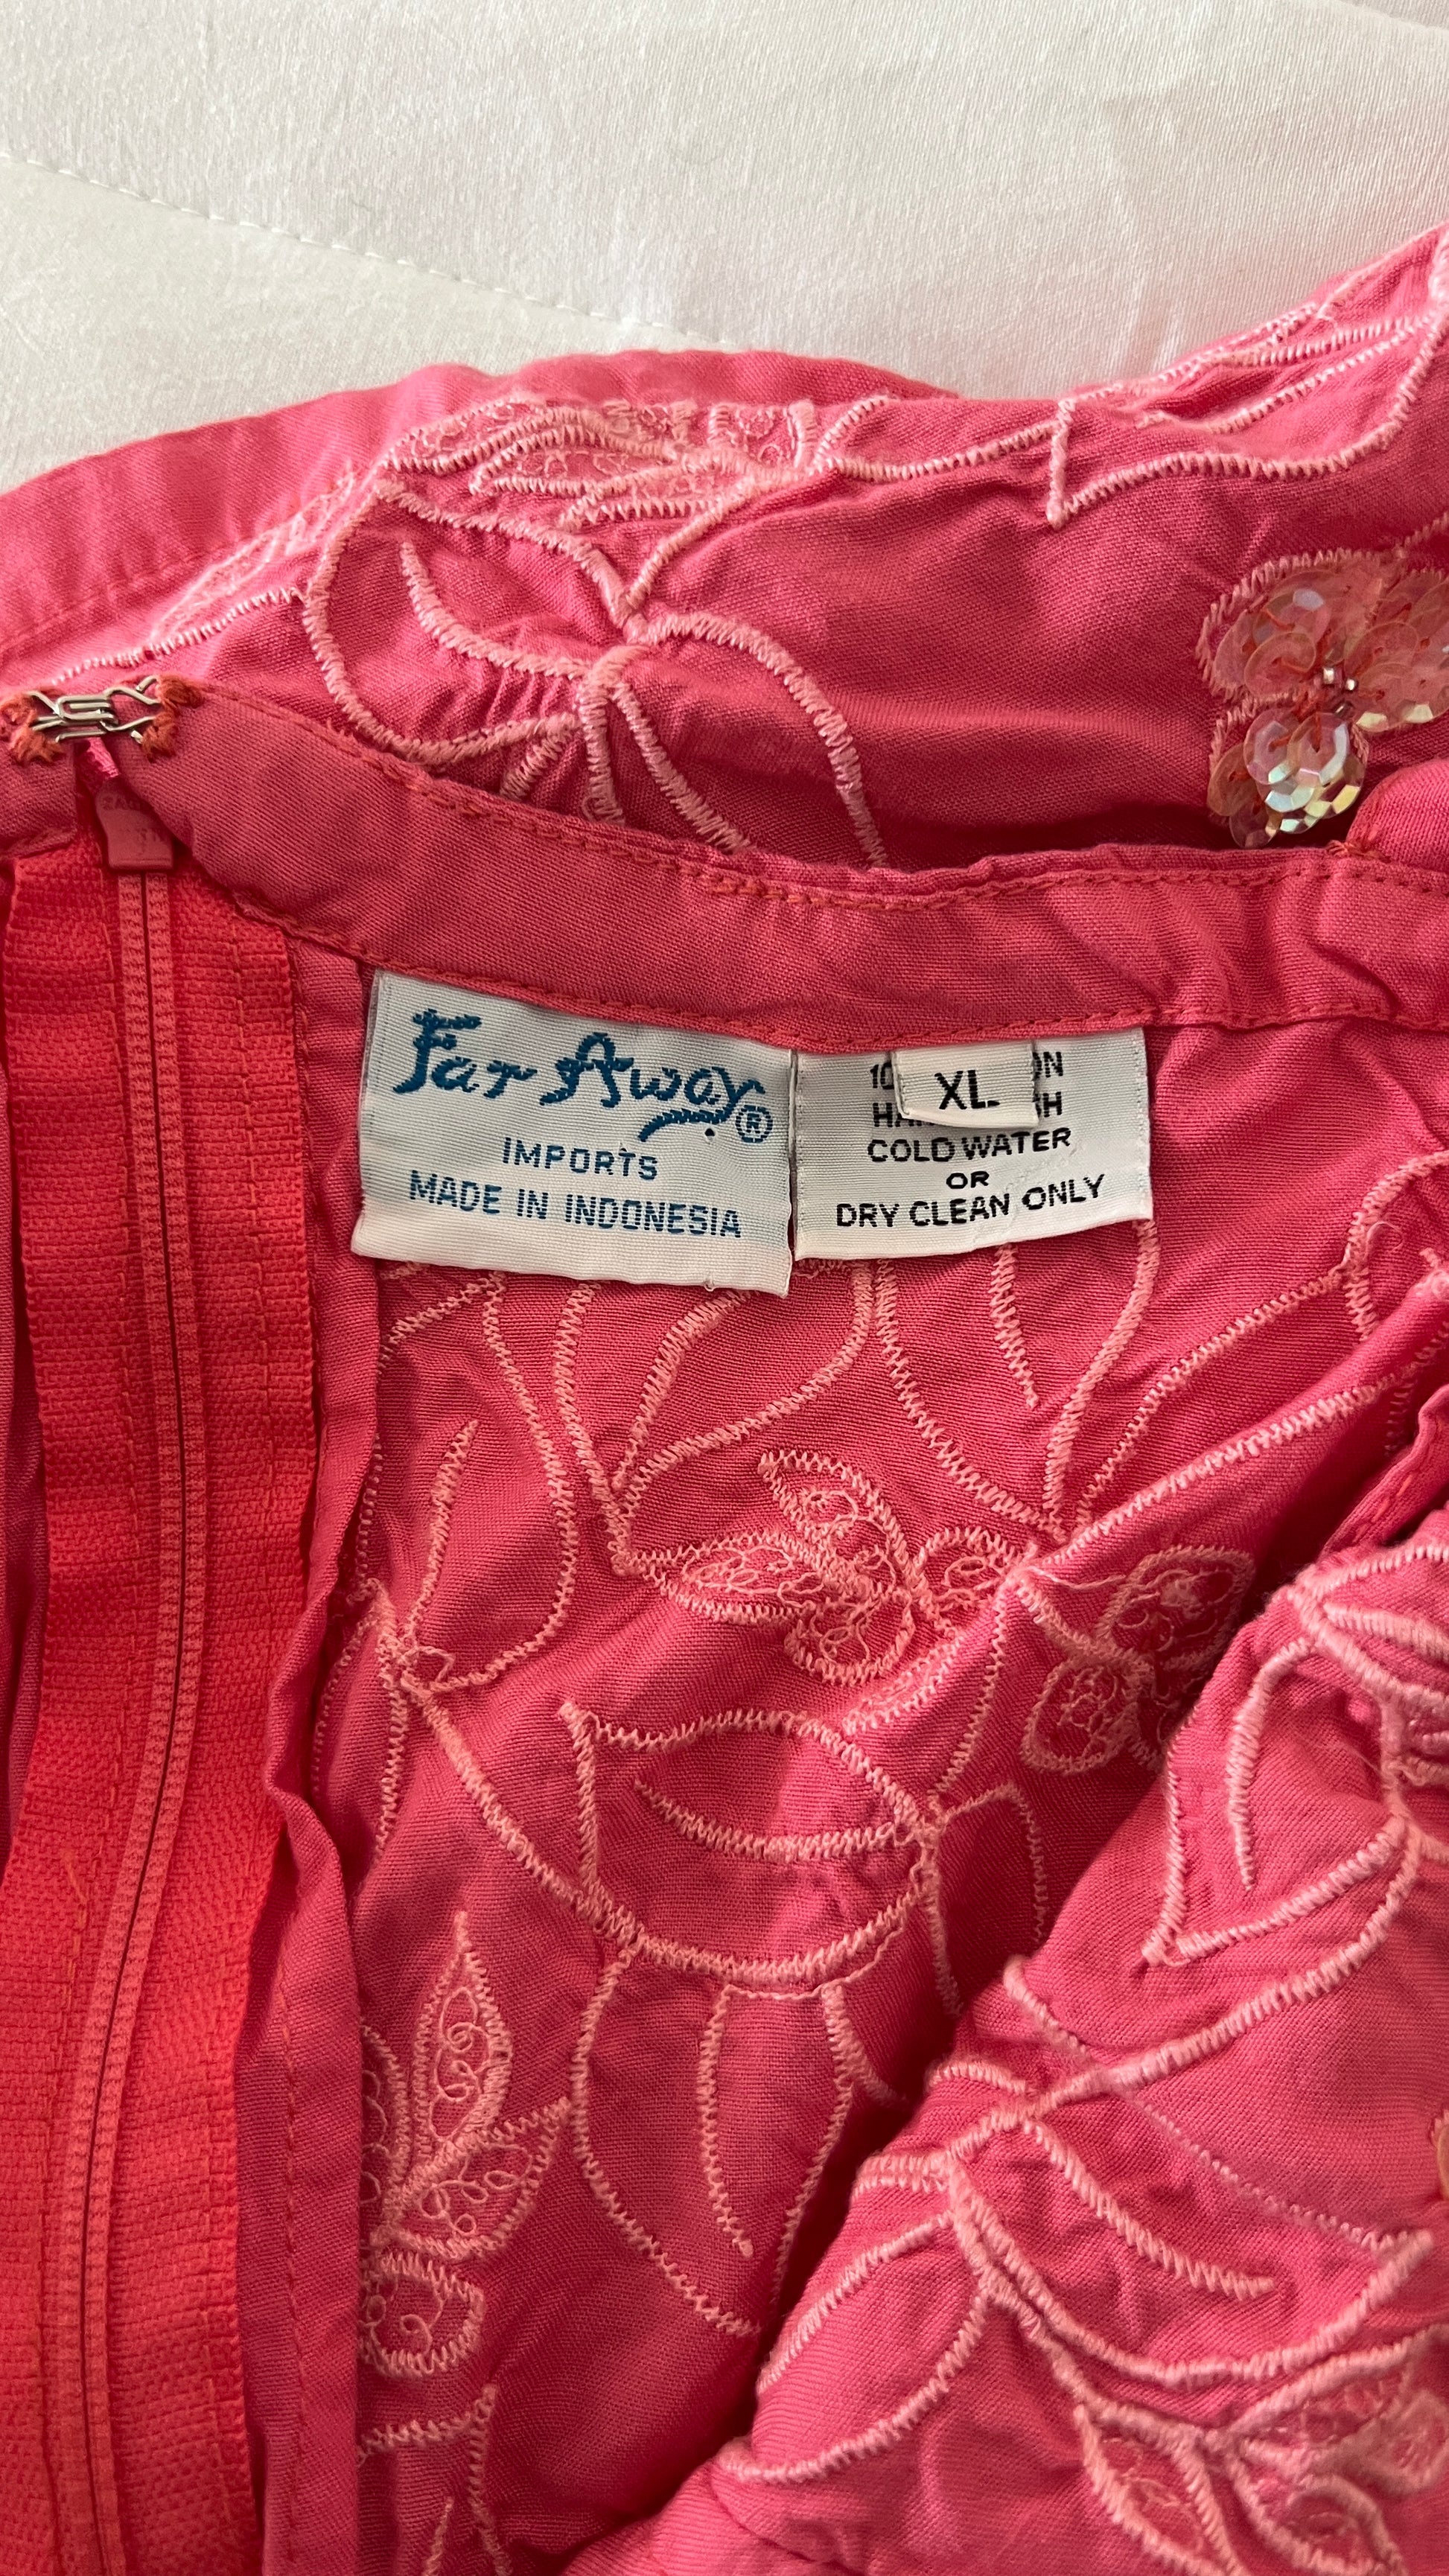 Far Away®
IMPORTS
MADE IN INDONESIA
XL
COLD WATER
OR
DRY CLEAN ONLY